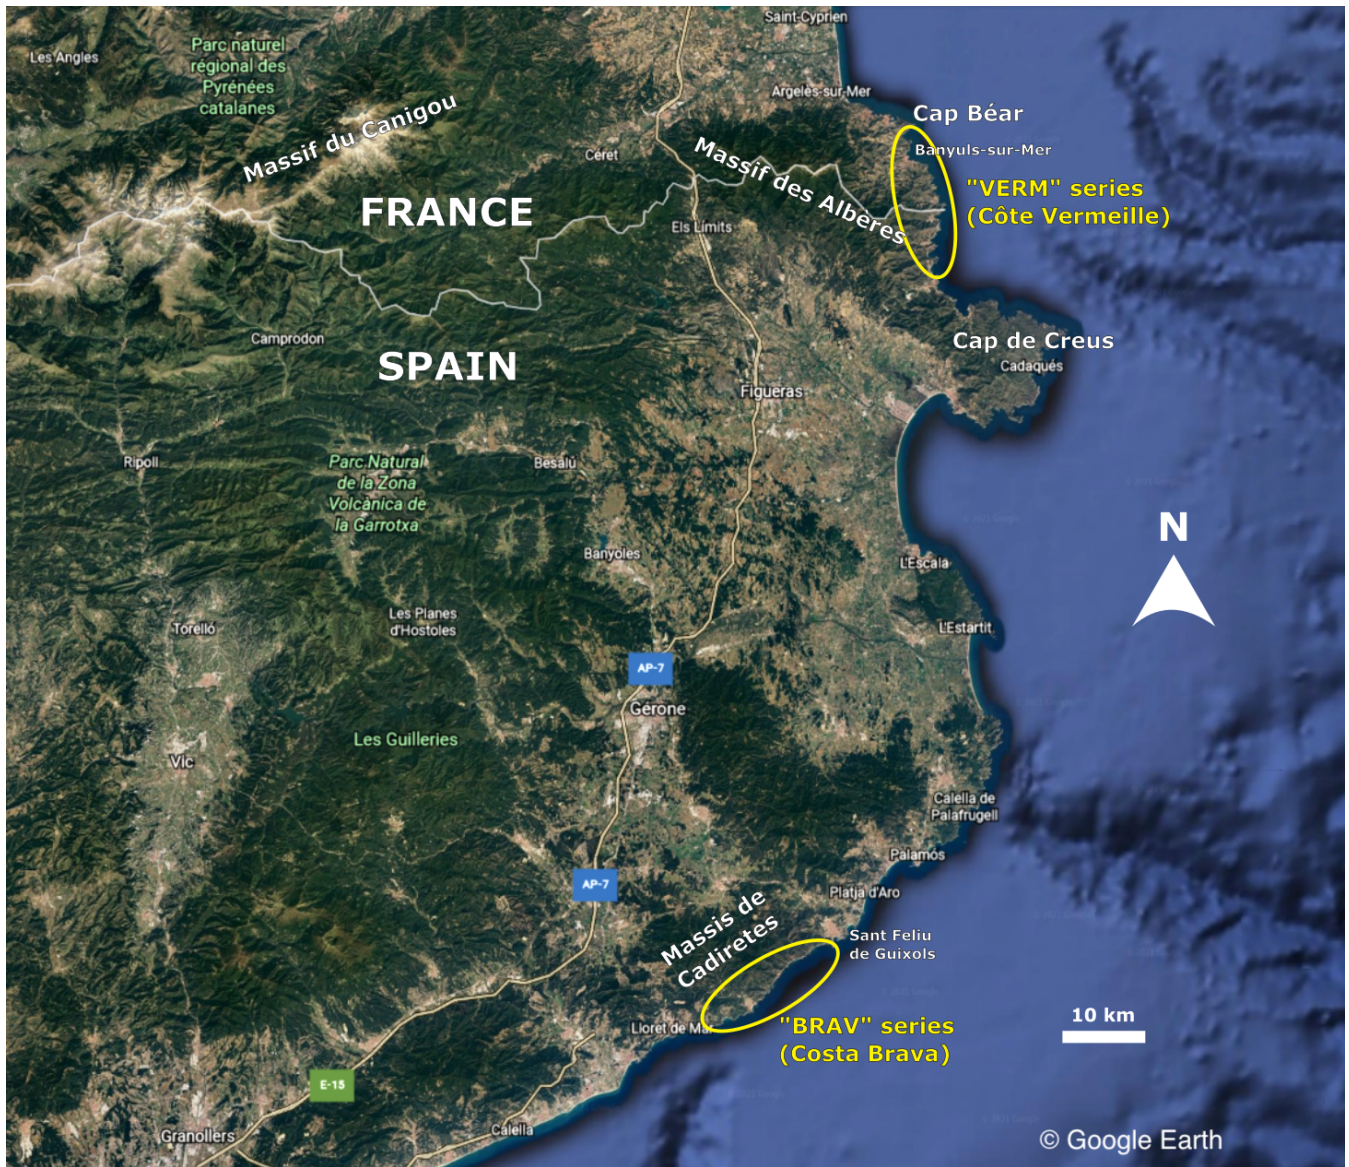 Saint-Cyprien
Les Angles
Parc naturel
régional des
Pyrénées
catalanes
Argelès-sur-Mer
Massif du Canigou
Cap Béar
Banyuls-sur-Mer
Céret
Massif des Albères
"VERM" series
(Côte Vermeille)
FRANCE
Els Límits
Camprodon
SPAIN
Cap de Creus
Cadaqués
Figueras
Ripoll
Parc Natural
de la Zona
Volcànica de
la Garrotxa
Besalú
N
Banyoles
L'Escala
Torelló
Les Planes
d'Hostoles
L'Estartit
AP-7
Gérone
Les Guilleries
Vic
Calella de
Palafrugell
Palamós
AP-7
Platja d'Aro
Massis de
Cadiretes
Sant Feliu
de Guixols
Lloret de Mar
"BRAV" series
(Costa Brava)
10 km
E-15
Granollers
Calella
© Google Earth